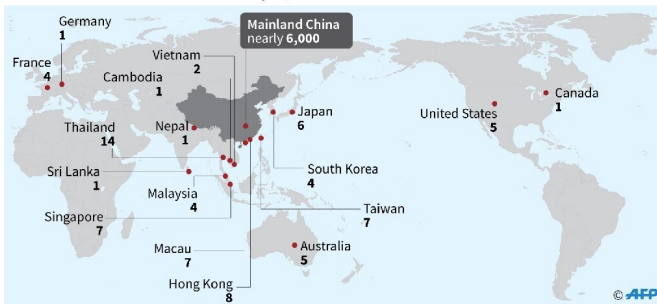 Germany
1
Mainland China
nearly 6,000
France
4
Vietnam
2
Cambodia
1
Canada
1
Japan
6
United States
5
Thailand
14
Nepal
1
Sri Lanka
1
South Korea
4
Malaysia
4
Singapore
7
Taiwan
7
Macau
7
Australia
5
Hong Kong
8
© AFP